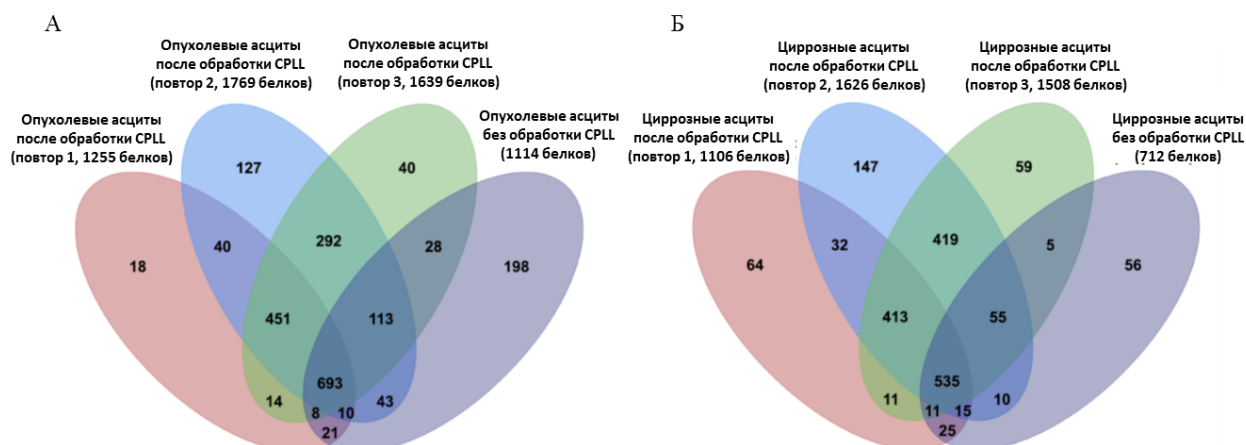 А
Опухолевые асциты
после обработки CPLL
(повтор 2, 1769 белков)
Опухолевые асциты
после обработки CPLL
(повтор 3, 1639 белков)
Опухолевые асциты
после обработки CPLL
(повтор 1, 1255 белков)
Опухолевые асциты
без обработки CPLL
(1114 белков)
127
40
40
292
28
18
198
451
113
693
14
8
10
43
21
Б
Циррозные асциты
после обработки CPLL
(повтор 2, 1626 белков)
Циррозные асциты
после обработки CPLL
(повтор 3, 1508 белков)
Циррозные асциты
после обработки CPLL
(повтор 1, 1106 белков)
Циррозные асциты
без обработки CPLL
(712 белков)
147
59
32
419
5
64
56
413
55
535
11
11
15
10
25